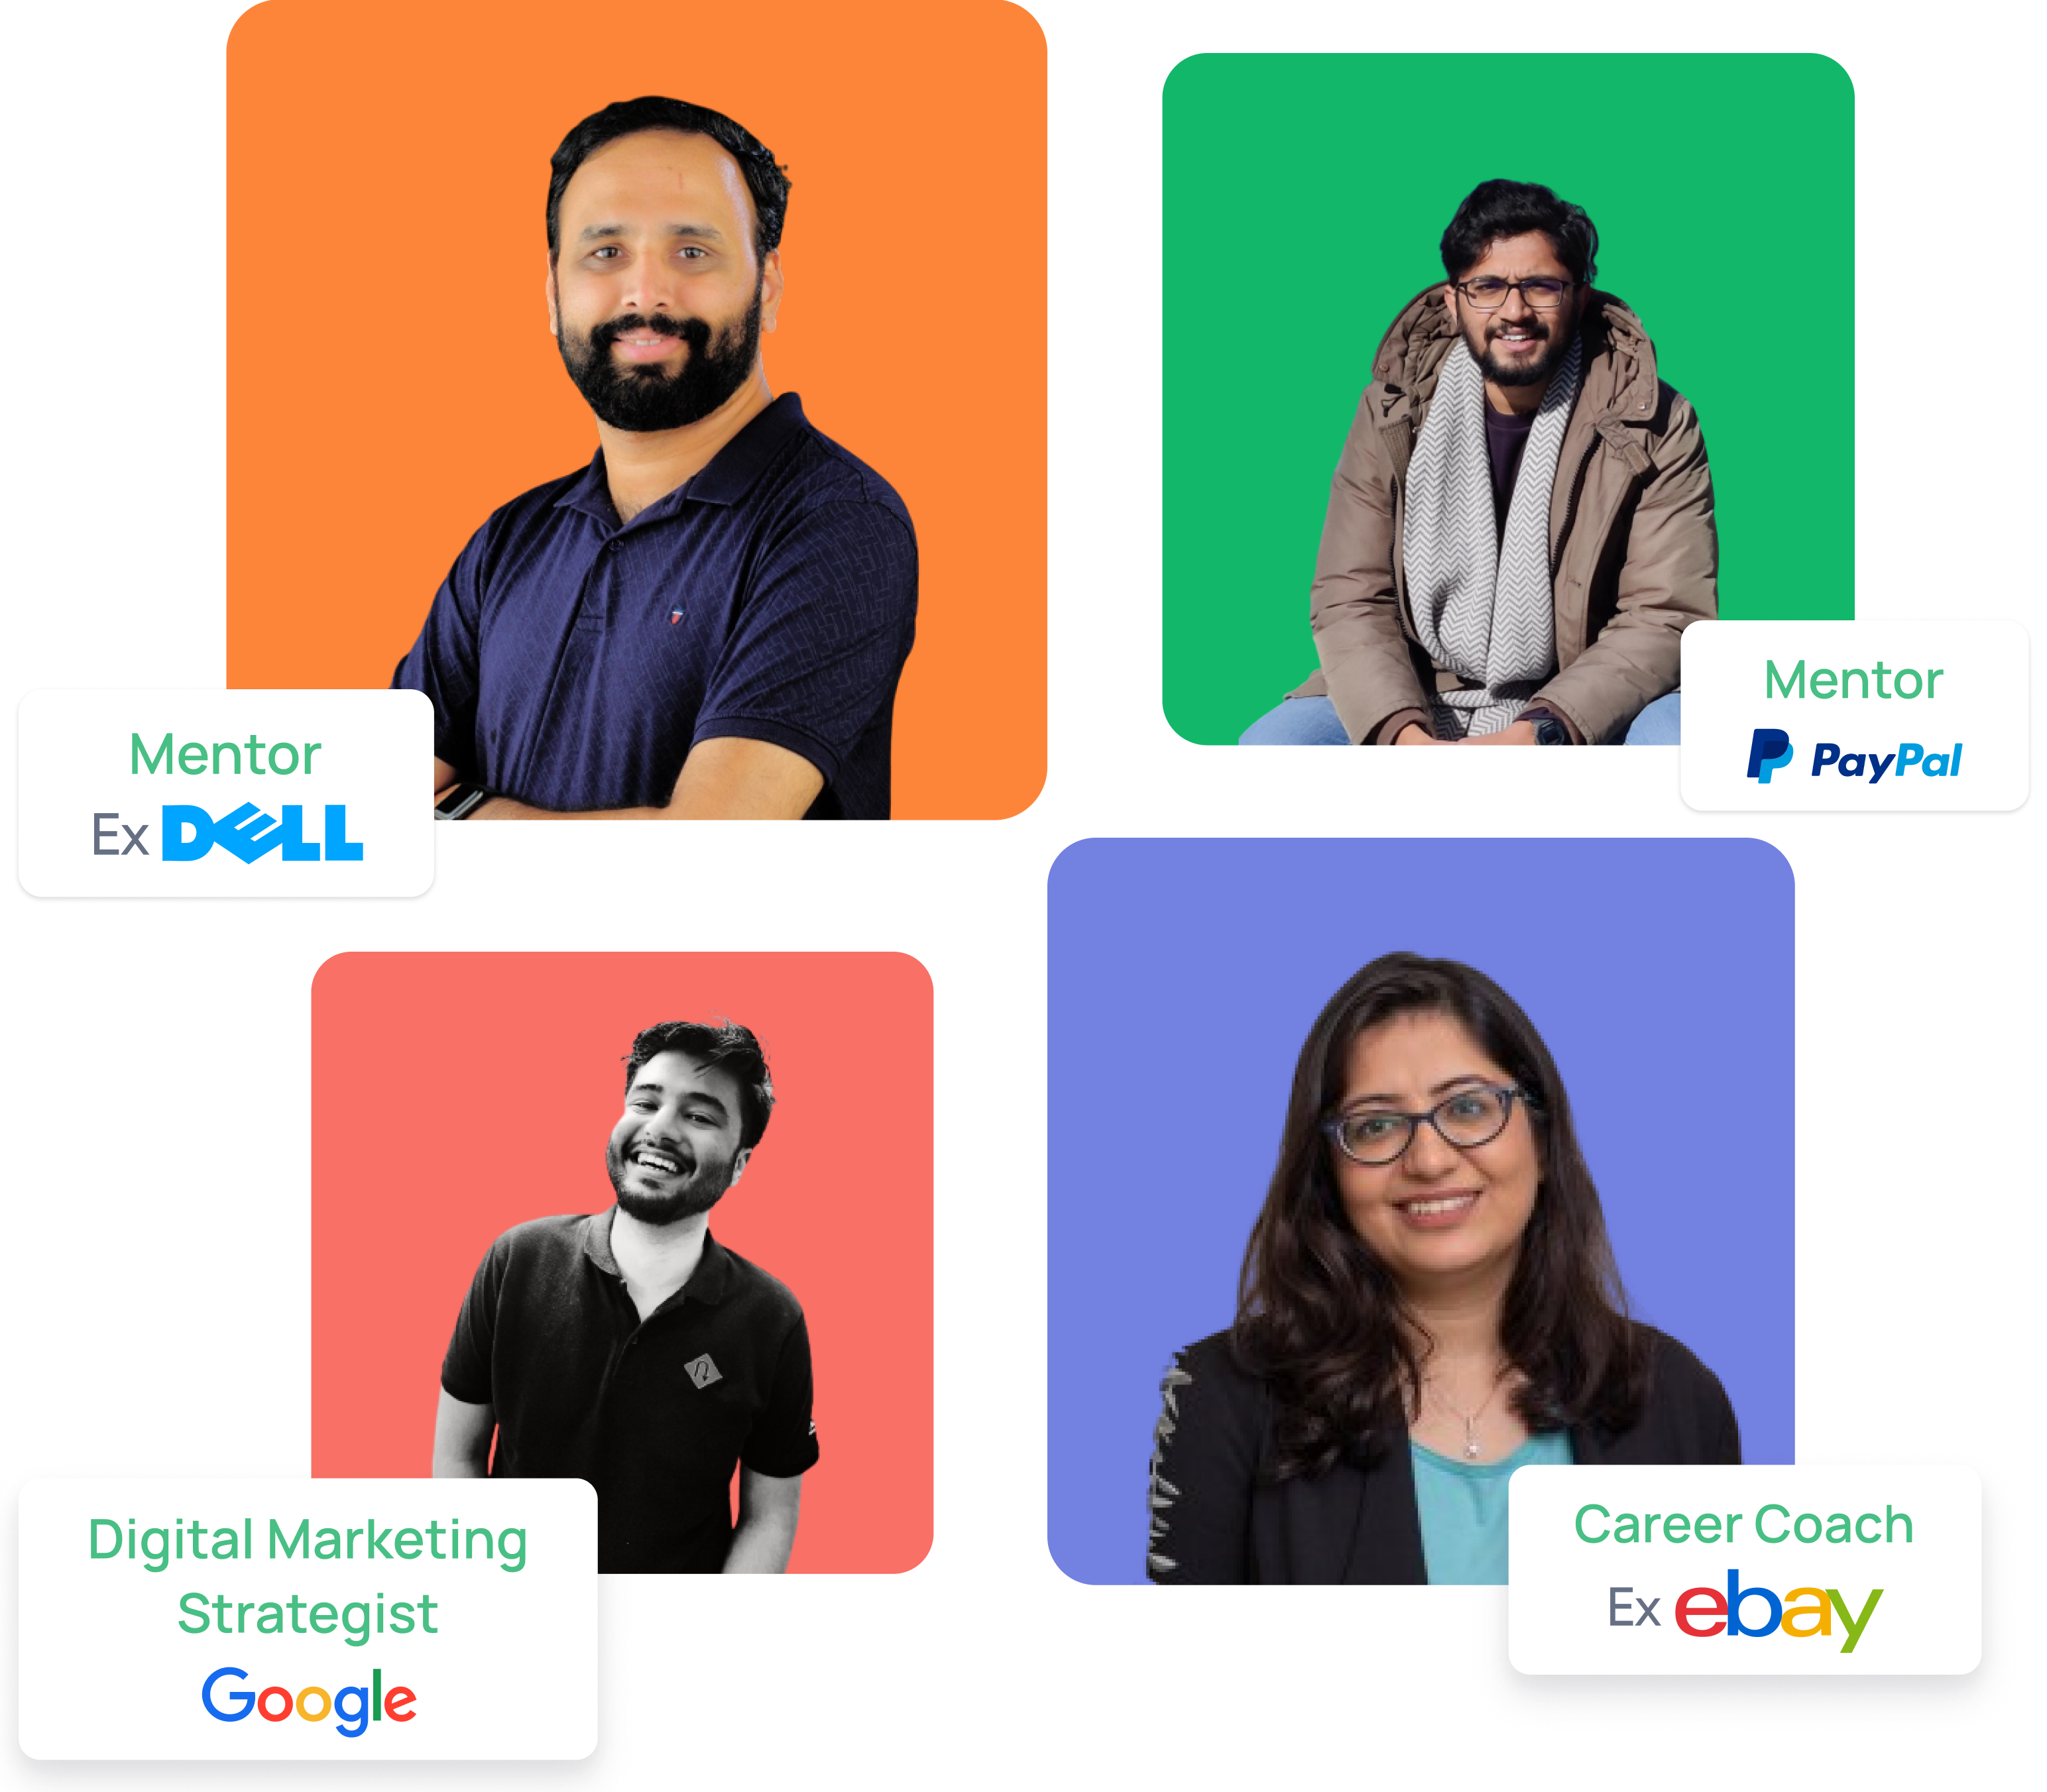 Mentor
Ex DELL
Mentor
PayPal
Digital Marketing
Strategist
Google
Career Coach
Ex ebay